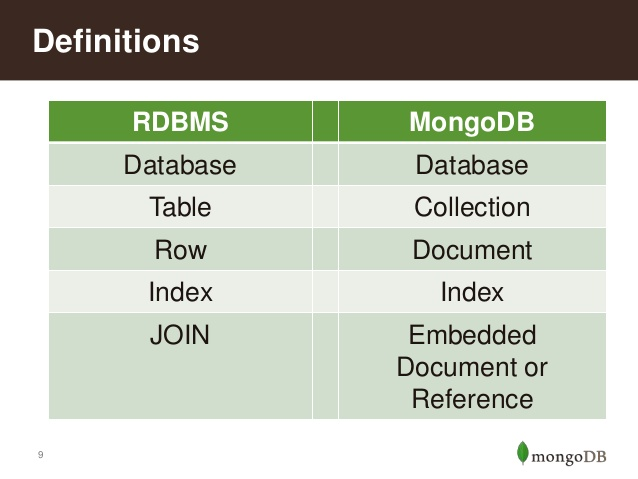 Definitions
RDBMS MongoDB
Database Database
Table Collection
Row Document
Index Index
JOIN Embedded
Document or
Reference
9
mongoDB